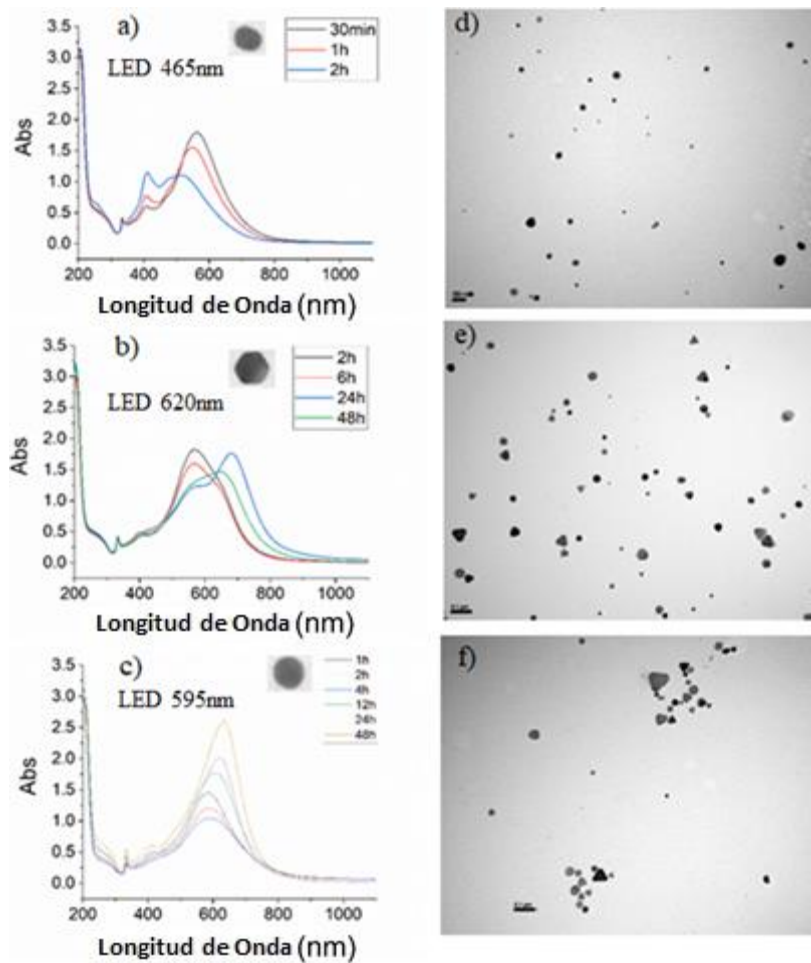 a)
LED 465nm
30min
1h
2h
Abs
3.5
3.0
2.5
2.0
1.5
1.0
0.5
0.0
200 400 600 800 1000
Longitud de Onda (nm)
d)
b)
LED 620nm
2h
6h
24h
48h
Abs
3.5
3.0
2.5
2.0
1.5
1.0
0.5
0.0
200 400 600 800 1000
Longitud de Onda (nm)
e)
c)
LED 595nm
1h
2h
4h
12h
24h
48h
Abs
3.5
3.0
2.5
2.0
1.5
1.0
0.5
0.0
200 400 600 800 1000
Longitud de Onda (nm)
f)